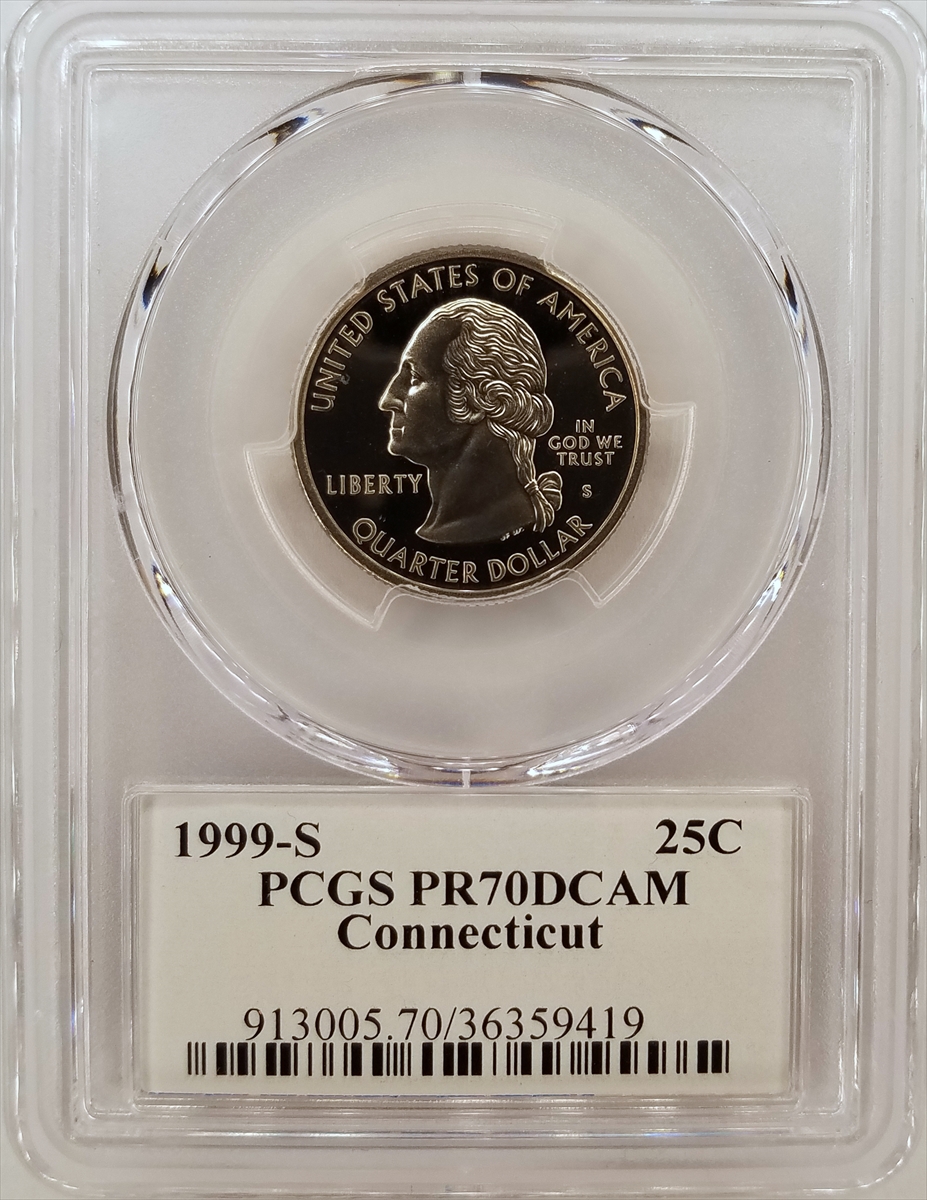 UNITED STATES OF AMERICA
IN
GOD WE
TRUST
LIBERTY
S
QUARTER DOLLAR
1999-S 25C
PCGS PR70DCAM
Connecticut
913005.70/36359419